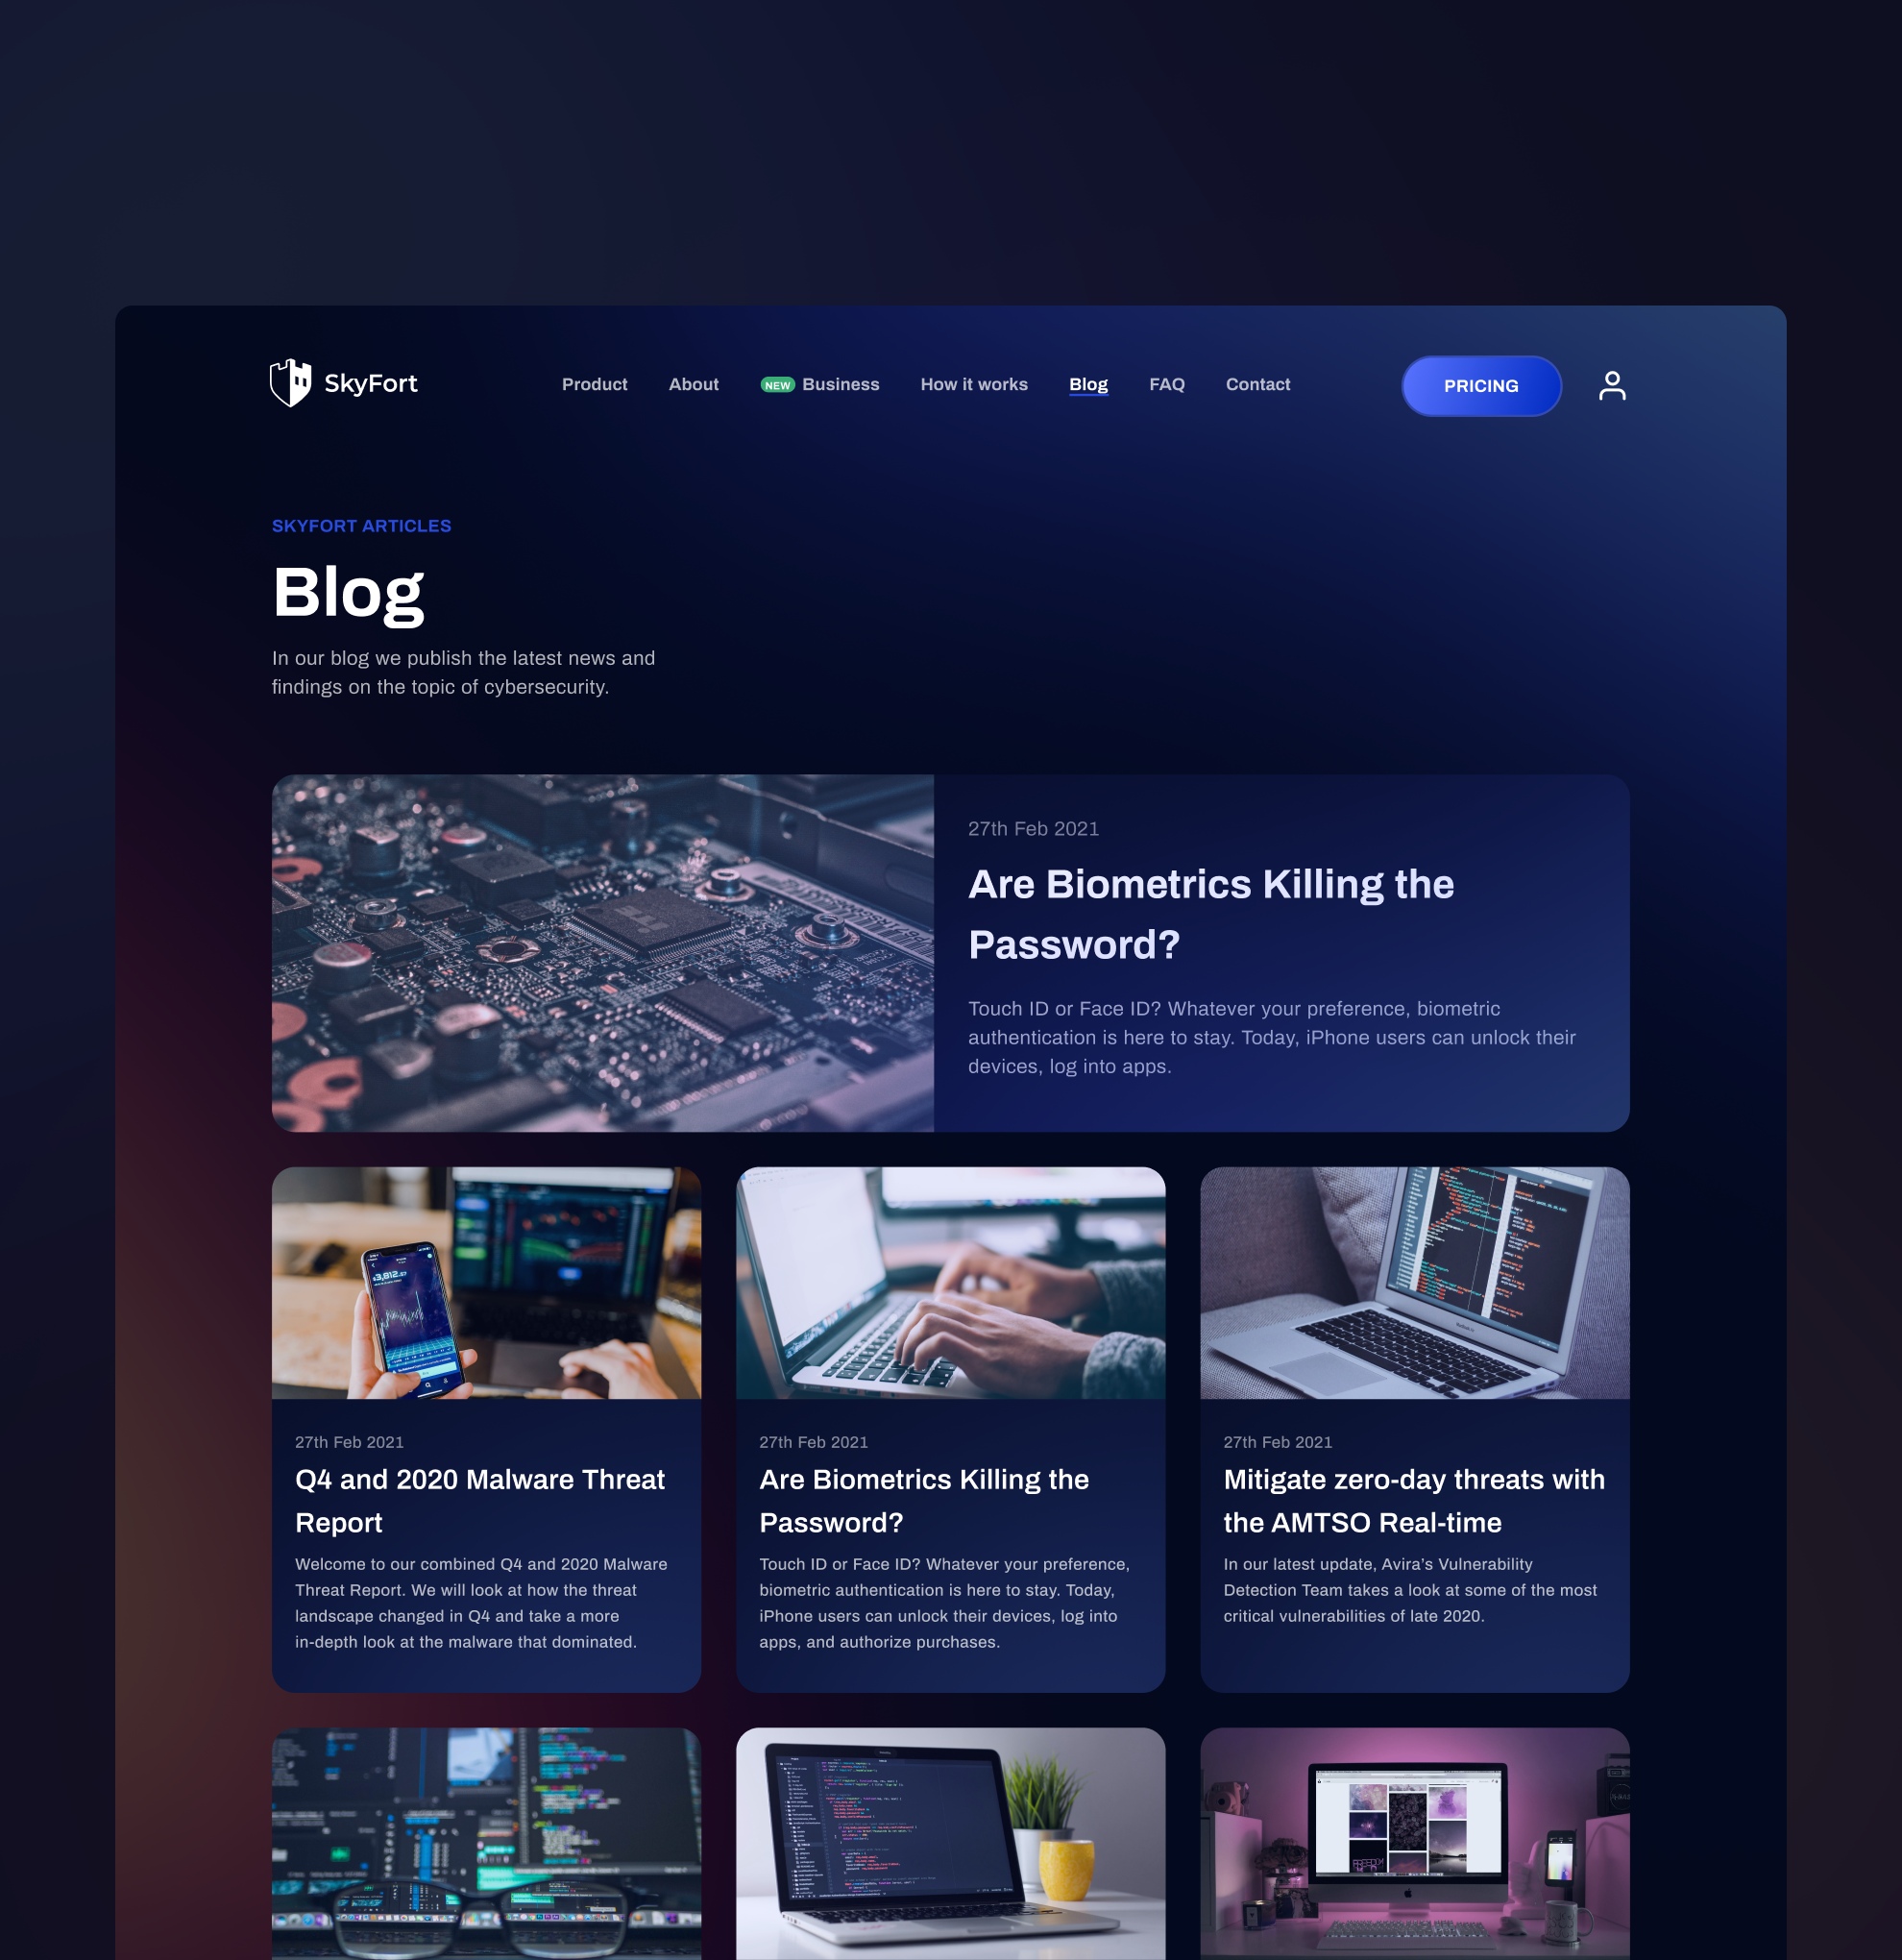 SkyFort
Product
About
NEW Business
How it works
Blog
FAQ
Contact
PRICING
SKYFORT ARTICLES
Blog
In our blog we publish the latest news and
findings on the topic of cybersecurity.
27th Feb 2021
Are Biometrics Killing the
Password?
Touch ID or Face ID? Whatever your preference, biometric
authentication is here to stay. Today, iPhone users can unlock their
devices, log into apps.
27th Feb 2021
Q4 and 2020 Malware Threat
Report
Welcome to our combined Q4 and 2020 Malware
Threat Report. We will look at how the threat
landscape changed in Q4 and take a more
in-depth look at the malware that dominated.
27th Feb 2021
Are Biometrics Killing the
Password?
Touch ID or Face ID? Whatever your preference,
biometric authentication is here to stay. Today,
iPhone users can unlock their devices, log into
apps, and authorize purchases.
27th Feb 2021
Mitigate zero-day threats with
the AMTSO Real-time
In our latest update, Avira’s Vulnerability
Detection Team takes a look at some of the most
critical vulnerabilities of late 2020.